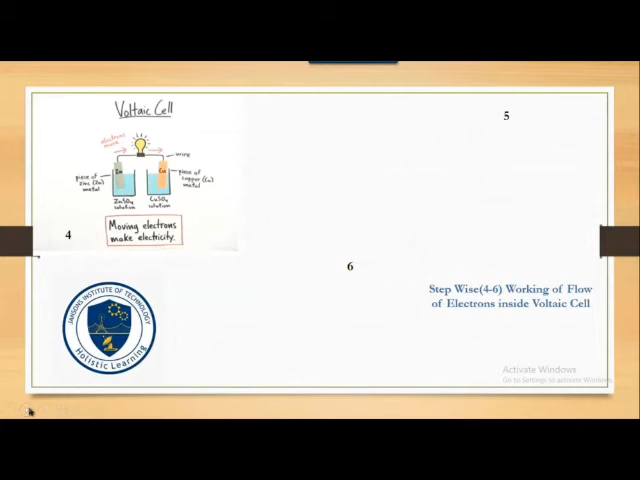 Voltaic Cell
electrons
move
wire
Zn
Cu
piece of
zinc (Zn)
metal
piece of
copper (Cu)
metal
ZnSO4
solution
CuSO4
solution
Moving electrons
make electricity.
4
5
6
Step Wise(4-6) Working of Flow
of Electrons inside Voltaic Cell
JANSONS INSTITUTE OF TECHNOLOGY
Holistic Learning
Activate Windows
Go to Settings to activate Windows.